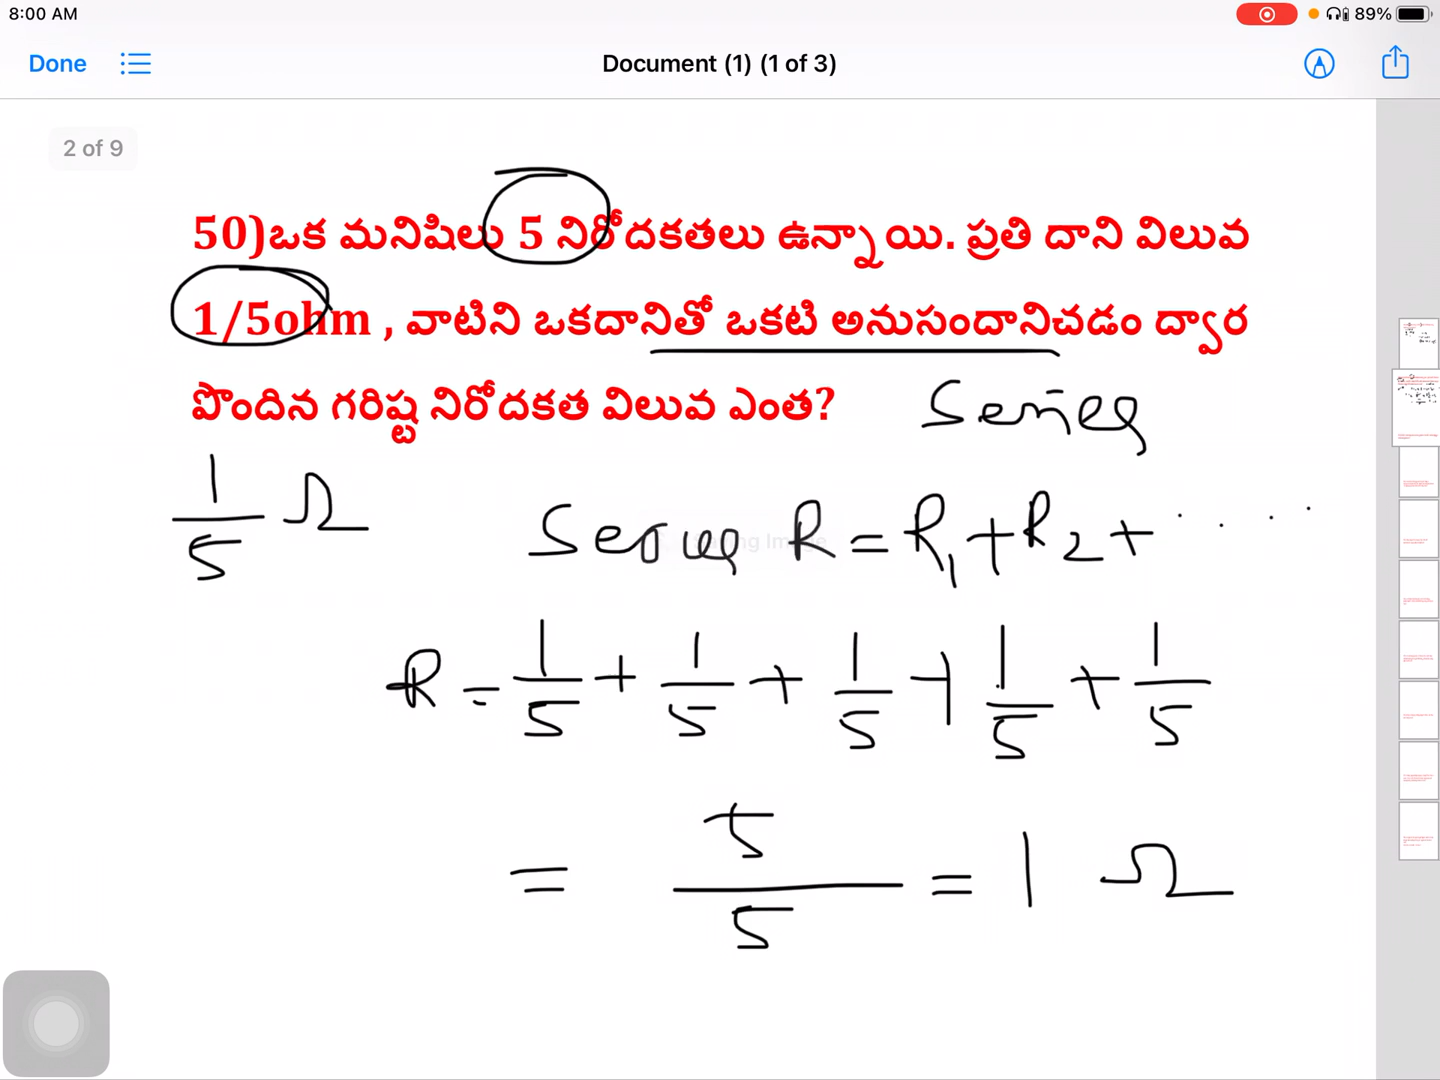 8:00 AM
89%
Done
Document (1) (1 of 3)
2 of 9
50)ఒక మనిషిలు 5 నిరోదకతలు ఉన్నాయి. ప్రతి దాని విలువ
1/5ohm , వాటిని ఒకదానితో ఒకటి అనుసందానిచడం ద్వార
పొందిన గరిష్ట నిరోదకత విలువ ఎంత?
Series
1/5 Ω
Series R = R₁ + R₂ + ....
R = 1/5 + 1/5 + 1/5 + 1/5 + 1/5
= 5/5 = 1 Ω